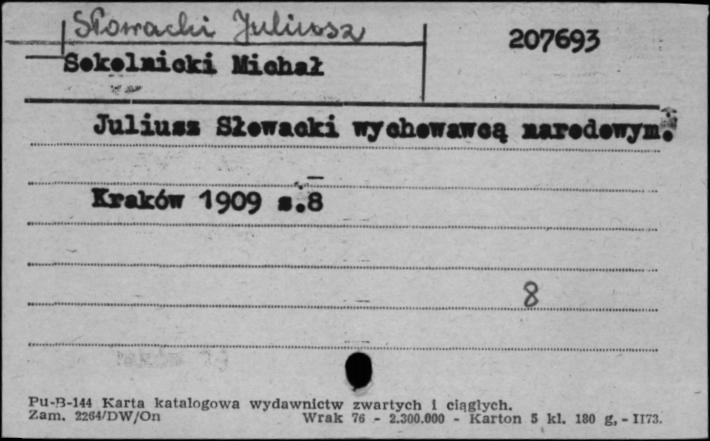 Słowacki Juliusz
207693
Sokolnicki Michał
Juliusz Słowacki wychowawcą narodowym.
Kraków 1909 s.8
8
Pu-B-144 Karta katalogowa wydawnictw zwartych i ciągłych.
Zam. 2264/DW/On Wrak 76 - 2.300.000 - Karton 5 kl. 180 g, - II73.